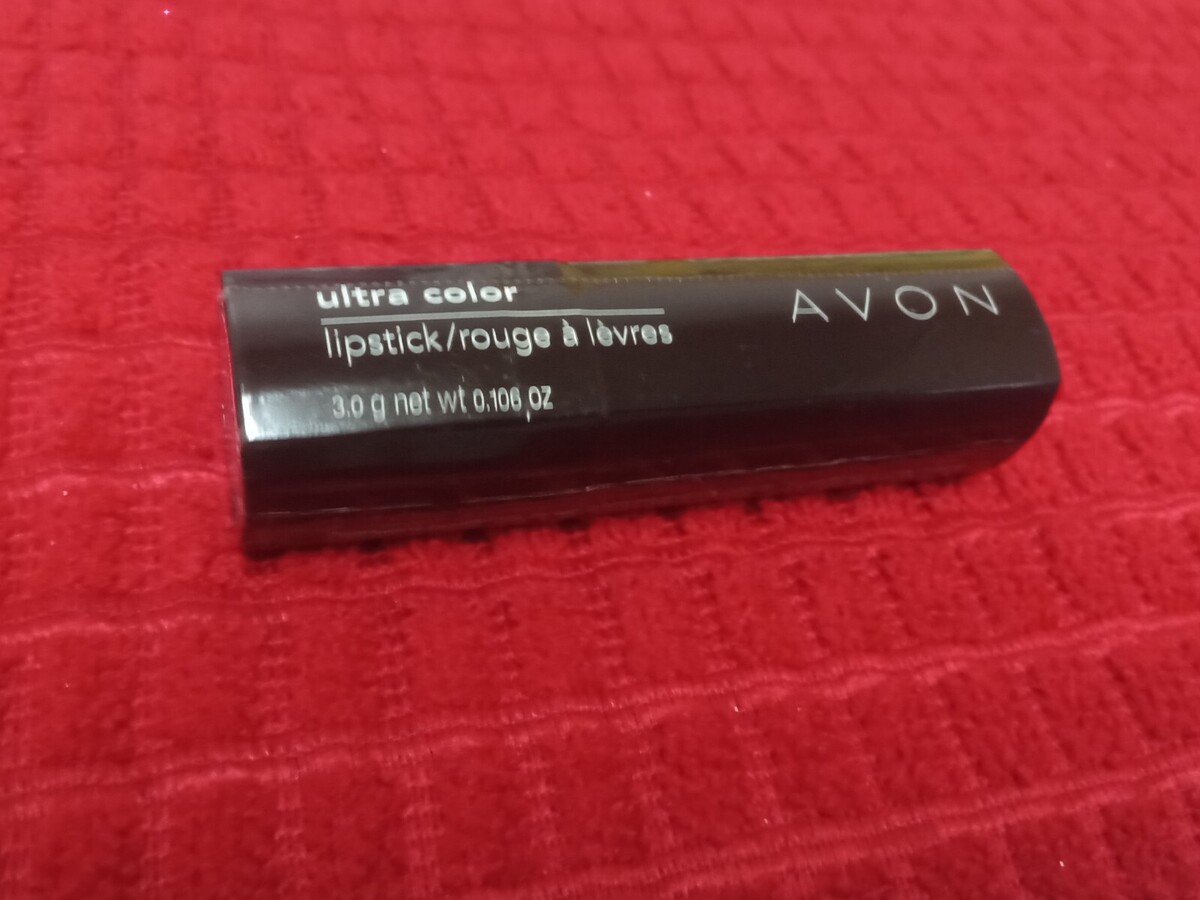 ultra color
lipstick/rouge à lèvres
3.0 g net wt 0.106 OZ
AVON